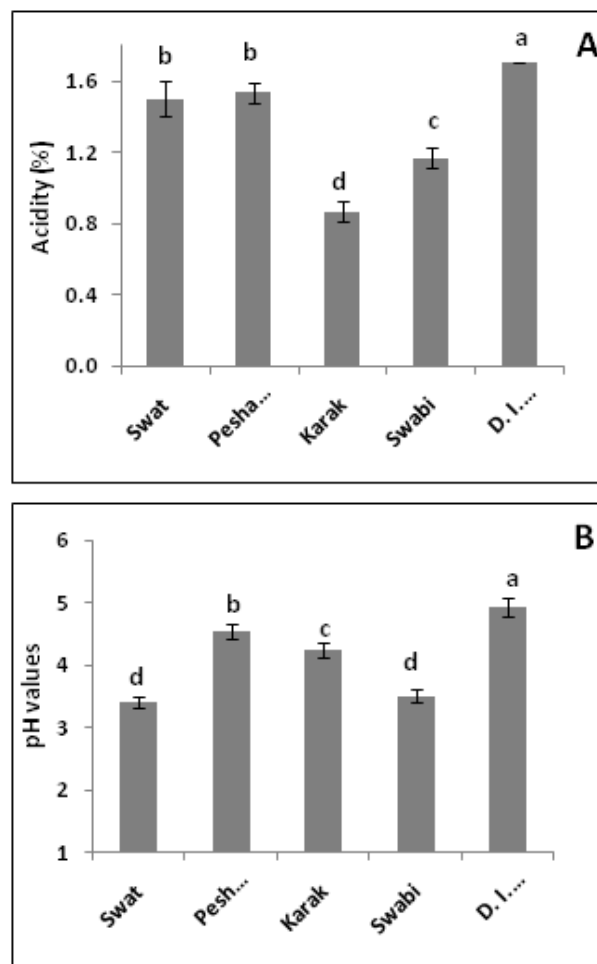 A
a
b b
c
d
1.6
1.2
0.8
0.4
0.0
Acidity (%)
Swat Pesha... Karak Swabi D. I. ...
B
6
5
4
3
2
1
pH values
a
b
c
d d
Swat Pesh... Karak Swabi D. I. ...